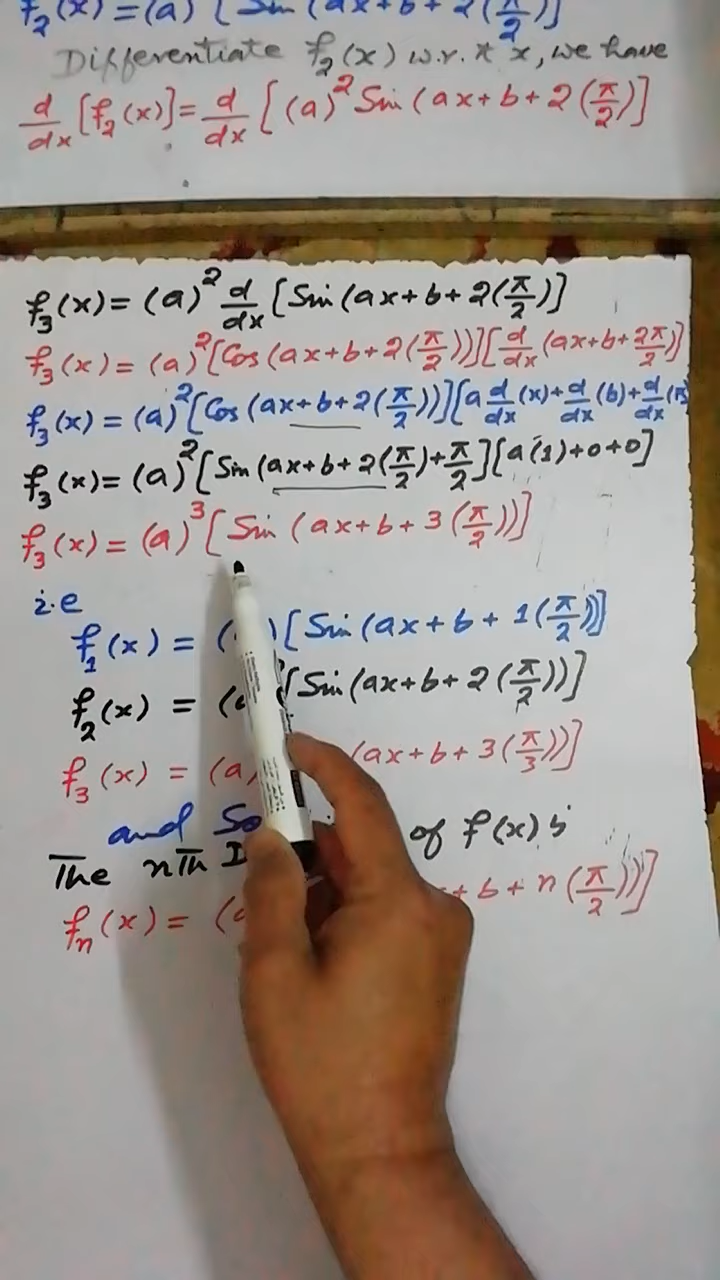 f₂(x) = (a) [Sin (ax+b+2(π/2)]
Differentiate f₂(x) w.r.t x, we have
d/dx [f₂(x)] = d/dx [(a)² Sin (ax+b+2(π/2)]
f₃(x) = (a)² d/dx [Sin (ax+b+2(π/2)]
f₃(x) = (a)² [Cos (ax+b+2(π/2))][d/dx (ax+b+2π/2)]
f₃(x) = (a)² [Cos (ax+b+2(π/2))][a d/dx (x) + d/dx (b) + d/dx (π
f₃(x) = (a)² [Sin (ax+b+2(π/2)+π/2][a(1)+0+0]
f₃(x) = (a)³ [Sin (ax+b+3(π/2))]
i.e
f₁(x) = ( ) [Sin (ax+b+1(π/2))]
f₂(x) = ( [Sin (ax+b+2(π/2))]
f₃(x) = (a) (ax+b+3(π/3))]
and So
The nTh D of f(x) is
fₙ(x) = ( + b + n(π/2))]